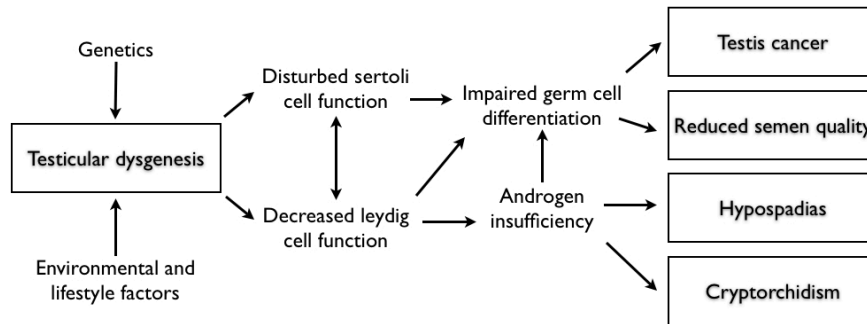 Genetics
Testicular dysgenesis
Environmental and
lifestyle factors
Disturbed sertoli
cell function
Decreased leydig
cell function
Impaired germ cell
differentiation
Androgen
insufficiency
Testis cancer
Reduced semen quality
Hypospadias
Cryptorchidism